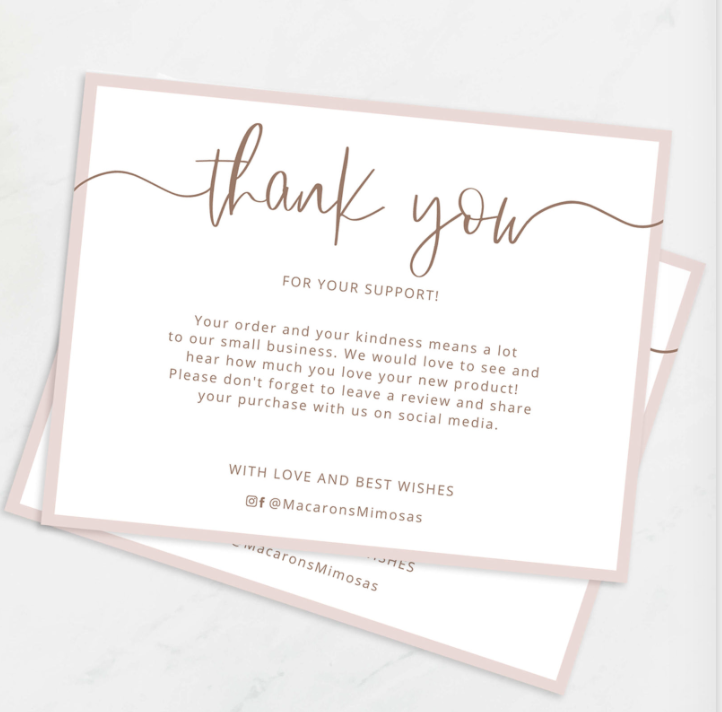 thank you
FOR YOUR SUPPORT!
Your order and your kindness means a lot
to our small business. We would love to see and
hear how much you love your new product!
Please don't forget to leave a review and share
your purchase with us on social media.
WITH LOVE AND BEST WISHES
@MacaronsMimosas
WISHES
@MacaronsMimosas